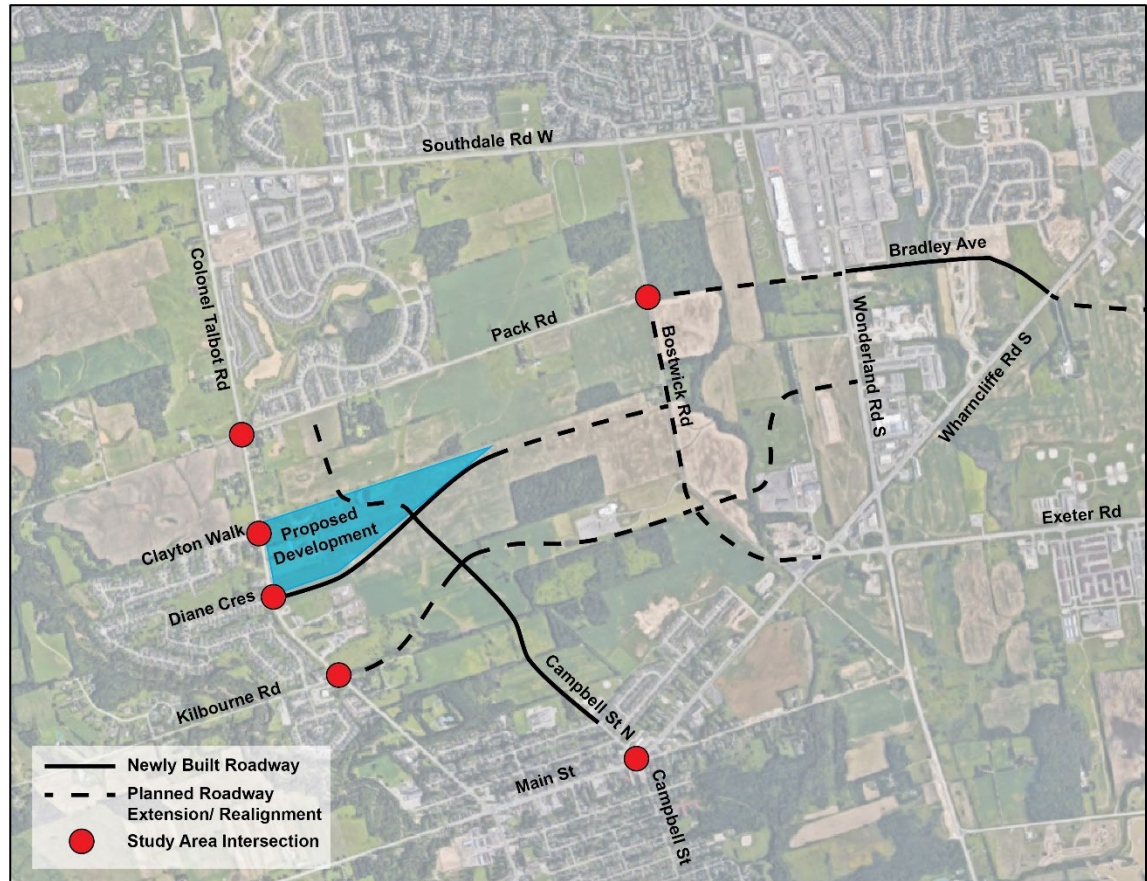 Southdale Rd W
Colonel Talbot Rd
Bradley Ave
Pack Rd
Bostwick Rd
Wonderland Rd S
Wharncliffe Rd S
Clayton Walk
Proposed
Development
Exeter Rd
Diane Cres
Kilbourne Rd
Campbell St N
Main St
Campbell St
Newly Built Roadway
Planned Roadway
Extension/ Realignment
Study Area Intersection